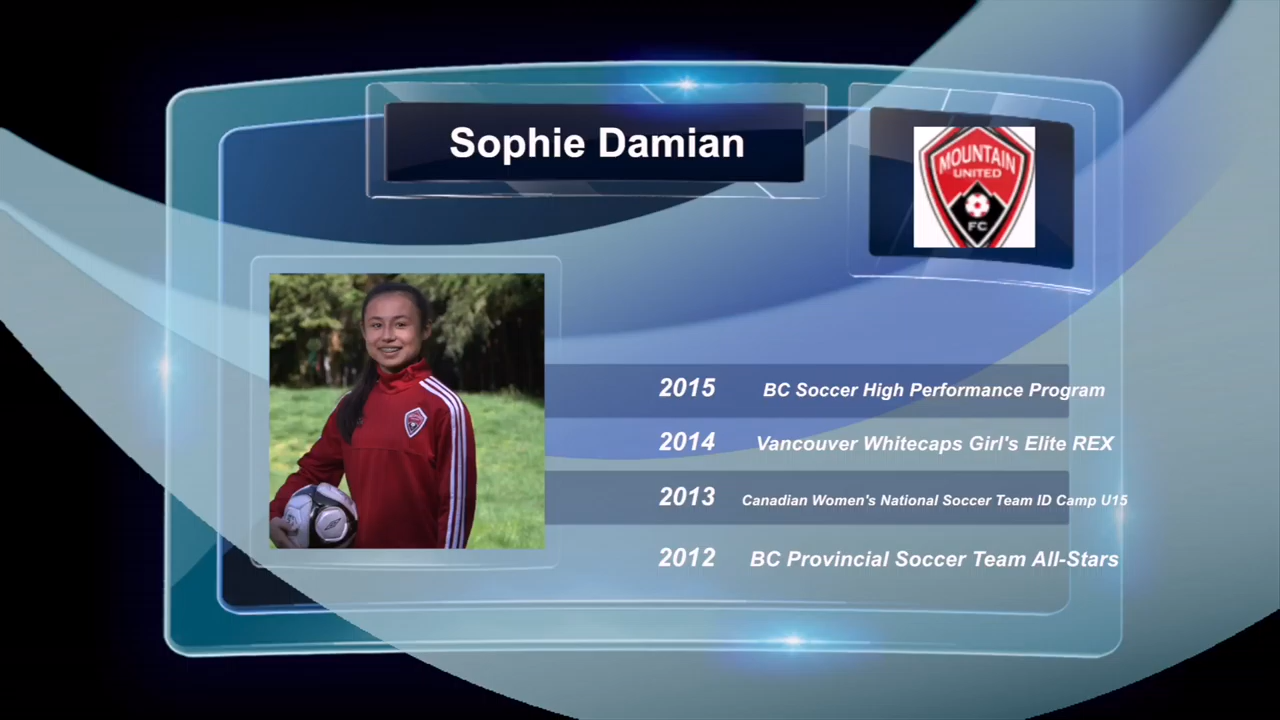 Sophie Damian
MOUNTAIN
UNITED
FC
2015 BC Soccer High Performance Program
2014 Vancouver Whitecaps Girl's Elite REX
2013 Canadian Women's National Soccer Team ID Camp U15
2012 BC Provincial Soccer Team All-Stars